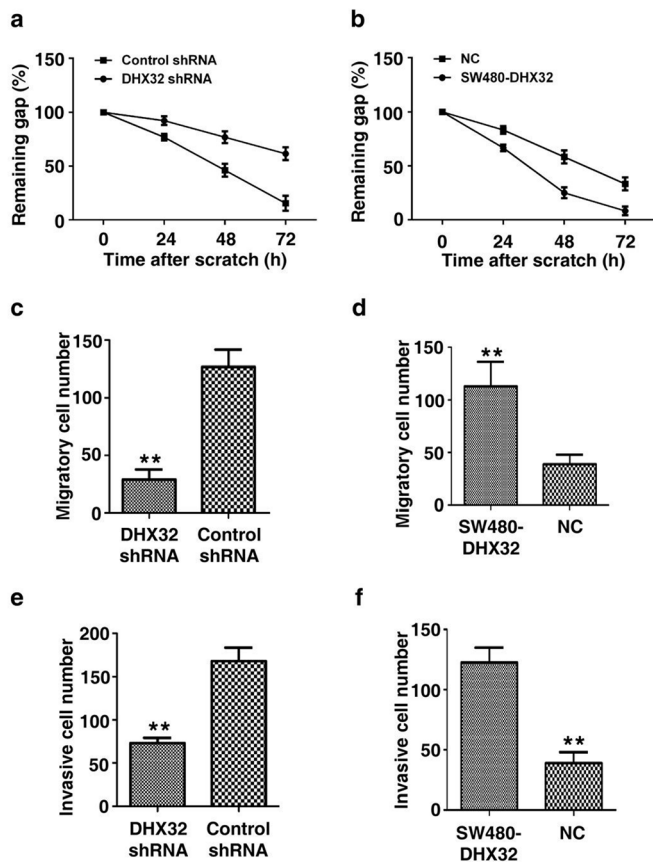 a
150
100
50
0
Remaining gap (%)
Control shRNA
DHX32 shRNA
0 24 48 72
Time after scratch (h)
b
150
100
50
0
Remaining gap (%)
NC
SW480-DHX32
0 24 48 72
Time after scratch (h)
c
150
100
50
0
Migratory cell number
**
DHX32
shRNA
Control
shRNA
d
150
100
50
0
Migratory cell number
**
SW480-
DHX32
NC
e
200
150
100
50
0
Invasive cell number
**
DHX32
shRNA
Control
shRNA
f
150
100
50
0
Invasive cell number
**
SW480-
DHX32
NC